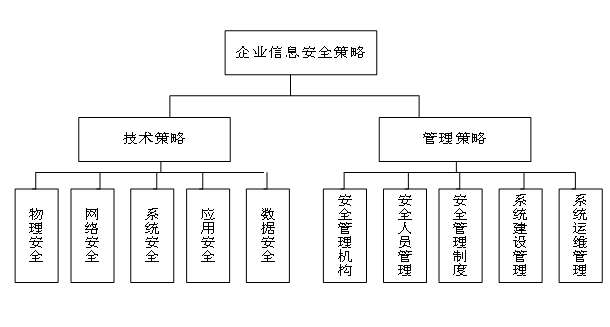 企业信息安全策略
技术策略
管理策略
物理安全
网络安全
系统安全
应用安全
数据安全
安全管理机构
安全人员管理
安全管理制度
系统建设管理
系统运维管理